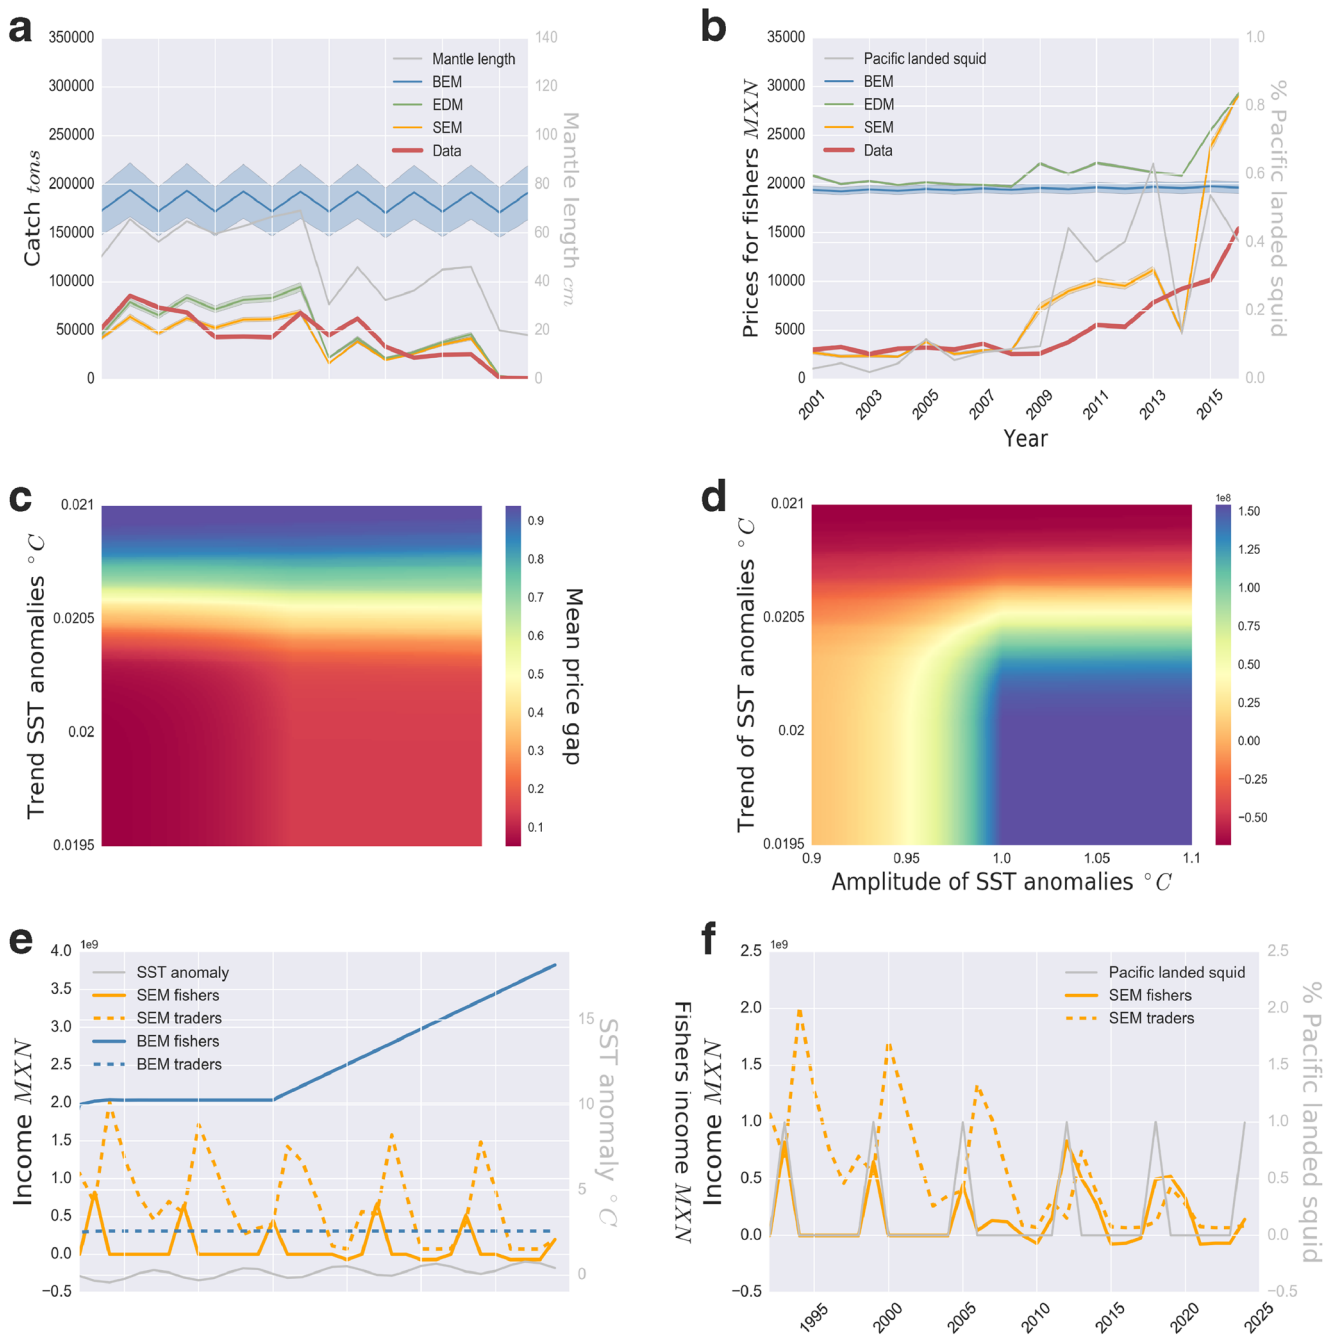 a
350000
300000
250000
200000
150000
100000
50000
0
Catch tons
140
120
100
80
60
40
20
0
Mantle length cm
Mantle length
BEM
EDM
SEM
Data
b
35000
30000
25000
20000
15000
10000
5000
0
Prices for fishers MXN
1.0
0.8
0.6
0.4
0.2
0.0
% Pacific landed squid
Pacific landed squid
BEM
EDM
SEM
Data
2001
2003
2005
2007
2009
2011
2013
2015
Year
c
0.021
0.0205
0.02
0.0195
Trend SST anomalies °C
0.9
0.8
0.7
0.6
0.5
0.4
0.3
0.2
0.1
Mean price gap
d
0.021
0.0205
0.02
0.0195
Trend of SST anomalies °C
0.9
0.95
1.0
1.05
1.1
Amplitude of SST anomalies °C
1e8
1.50
1.25
1.00
0.75
0.50
0.25
0.00
−0.25
−0.50
Fishers income MXN
e
1e9
4.0
3.5
3.0
2.5
2.0
1.5
1.0
0.5
0.0
−0.5
Income MXN
SST anomaly
SEM fishers
SEM traders
BEM fishers
BEM traders
15
10
5
0
SST anomaly °C
f
1e9
2.5
2.0
1.5
1.0
0.5
0.0
−0.5
Income MXN
Pacific landed squid
SEM fishers
SEM traders
2.5
2.0
1.5
1.0
0.5
0.0
−0.5
% Pacific landed squid
1995
2000
2005
2010
2015
2020
2025